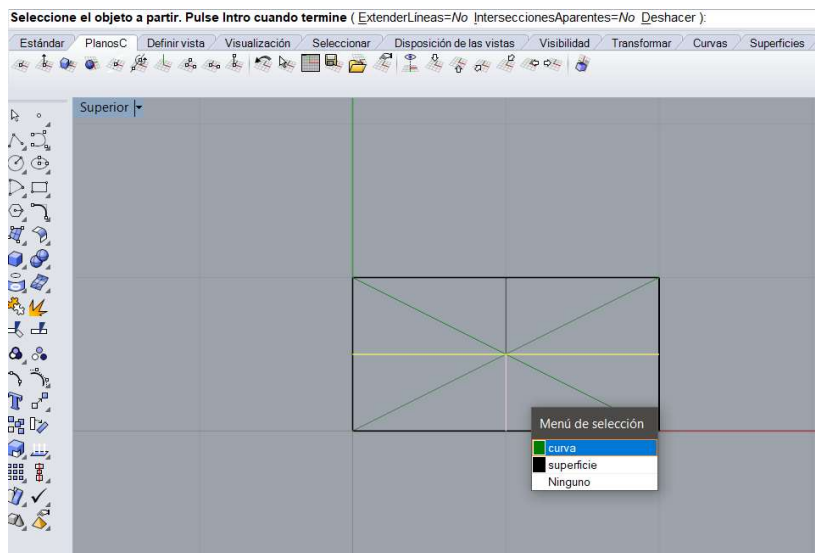 Seleccione el objeto a partir. Pulse Intro cuando termine ( ExtenderLíneas=No InterseccionesAparentes=No Deshacer ):
Estándar PlanosC Definir vista Visualización Seleccionar Disposición de las vistas Visibilidad Transformar Curvas Superficies
Superior
Menú de selección
curva
superficie
Ninguno